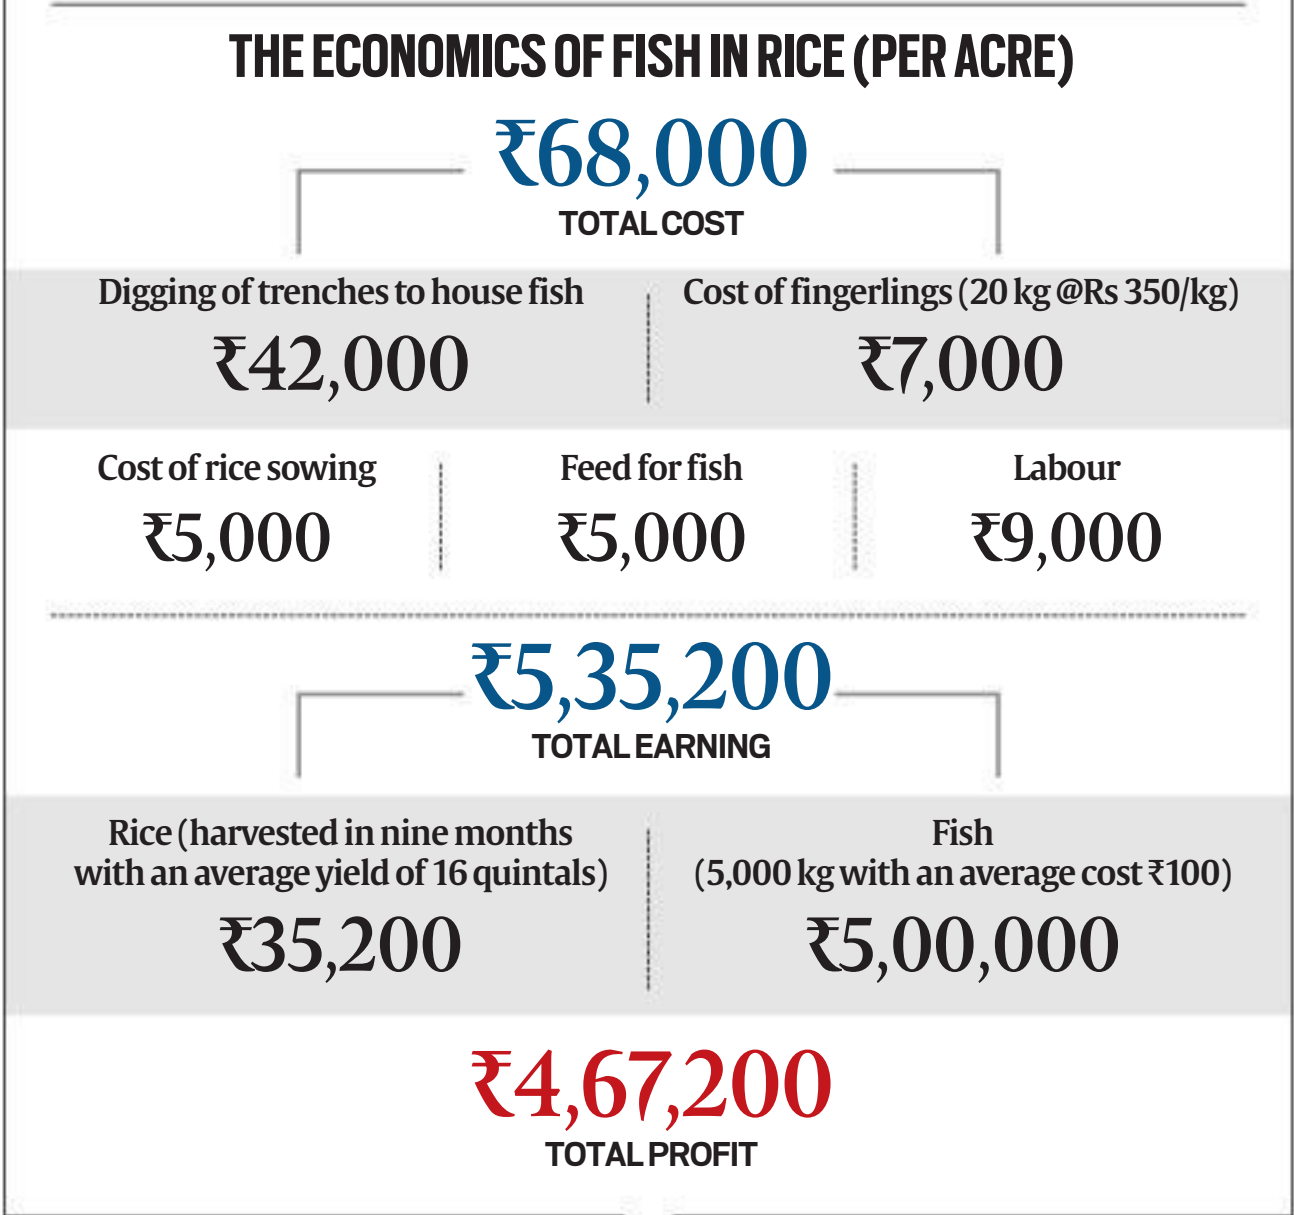 THE ECONOMICS OF FISH IN RICE (PER ACRE)
₹68,000
TOTAL COST
Digging of trenches to house fish
₹42,000
Cost of fingerlings (20 kg @Rs 350/kg)
₹7,000
Cost of rice sowing
₹5,000
Feed for fish
₹5,000
Labour
₹9,000
₹5,35,200
TOTAL EARNING
Rice (harvested in nine months
with an average yield of 16 quintals)
₹35,200
Fish
(5,000 kg with an average cost ₹100)
₹5,00,000
₹4,67,200
TOTAL PROFIT